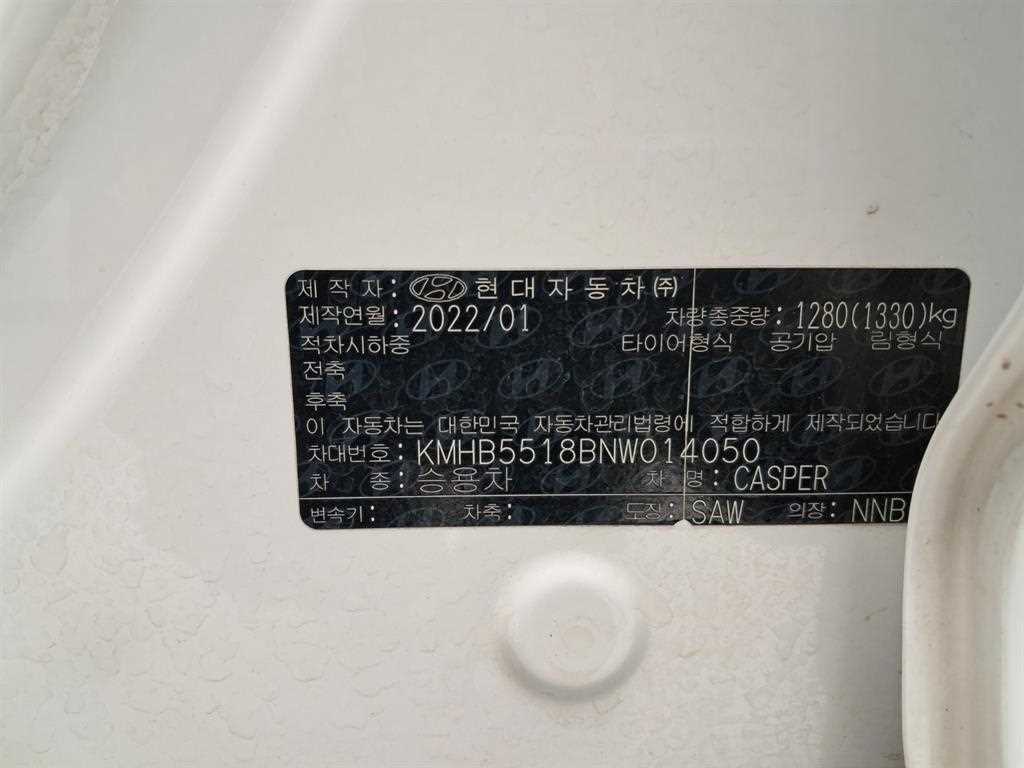 제작자: 현대자동차㈜
제작연월: 2022/01 차량총중량: 1280(1330)kg
적차시하중 타이어형식 공기압 림형식
전축
후축
이 자동차는 대한민국 자동차관리법령에 적합하게 제작되었습니다
차대번호: KMHB5518BNW014050
차 종: 승용차 차 명: CASPER
변속기: 차축: 도장: SAW 의장: NNB